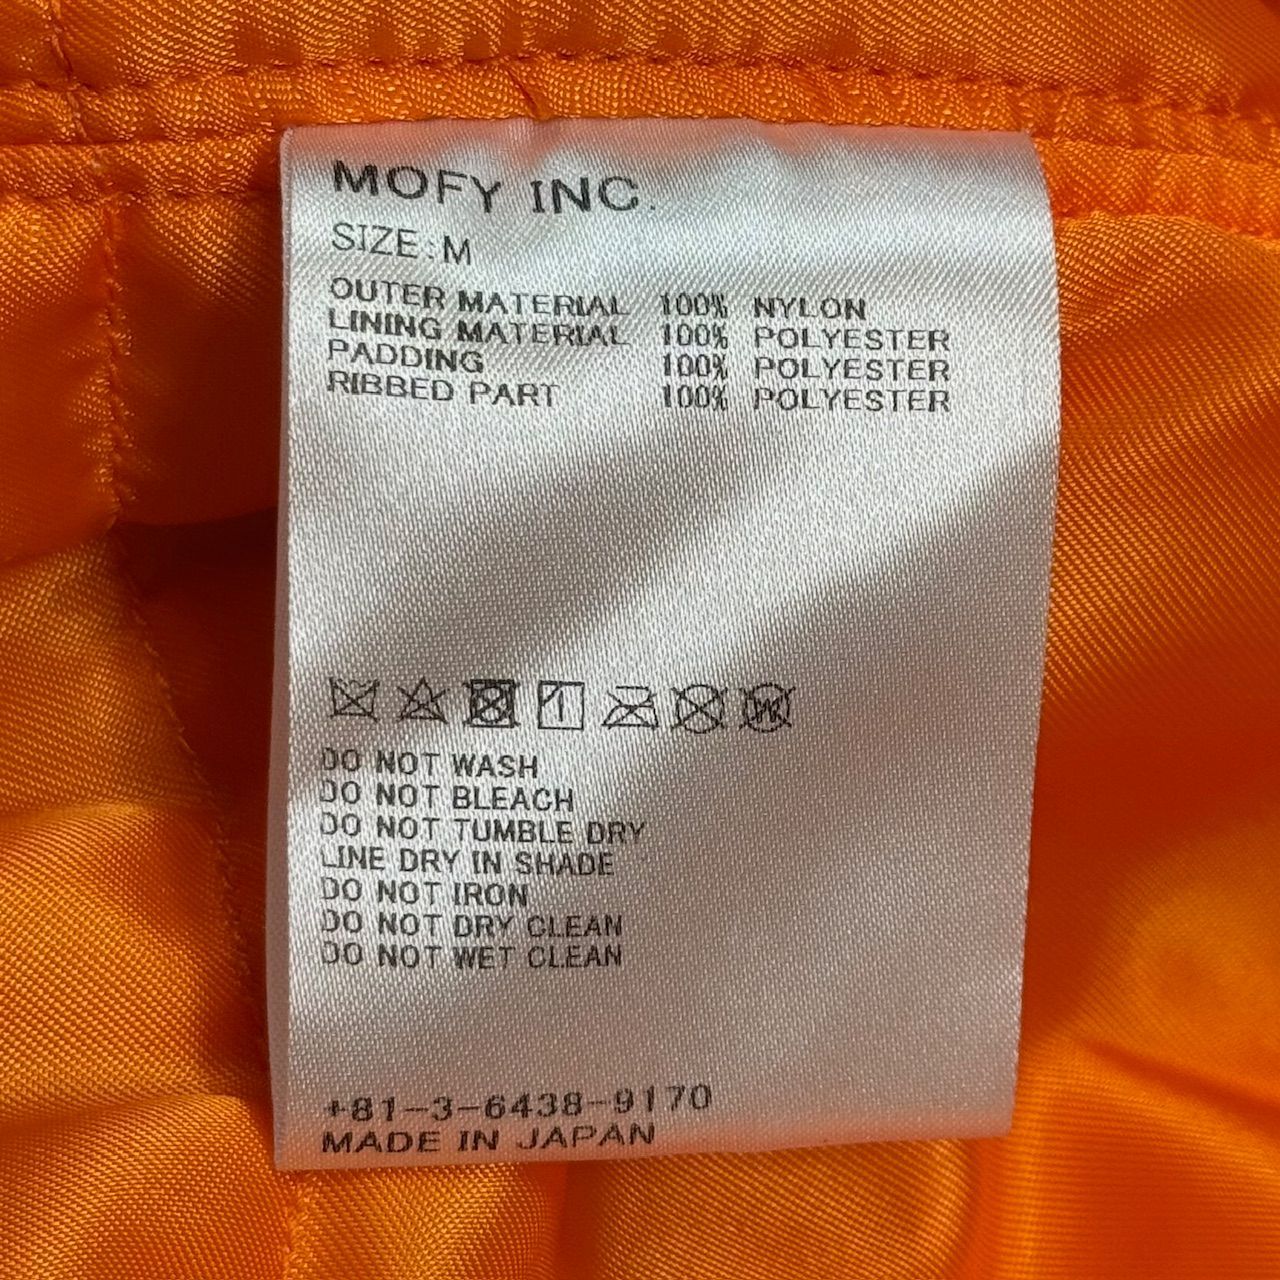 MOFY INC.
SIZE:M
OUTER MATERIAL 100% NYLON
LINING MATERIAL 100% POLYESTER
PADDING 100% POLYESTER
RIBBED PART 100% POLYESTER
DO NOT WASH
DO NOT BLEACH
DO NOT TUMBLE DRY
LINE DRY IN SHADE
DO NOT IRON
DO NOT DRY CLEAN
DO NOT WET CLEAN
+81-3-6438-9170
MADE IN JAPAN